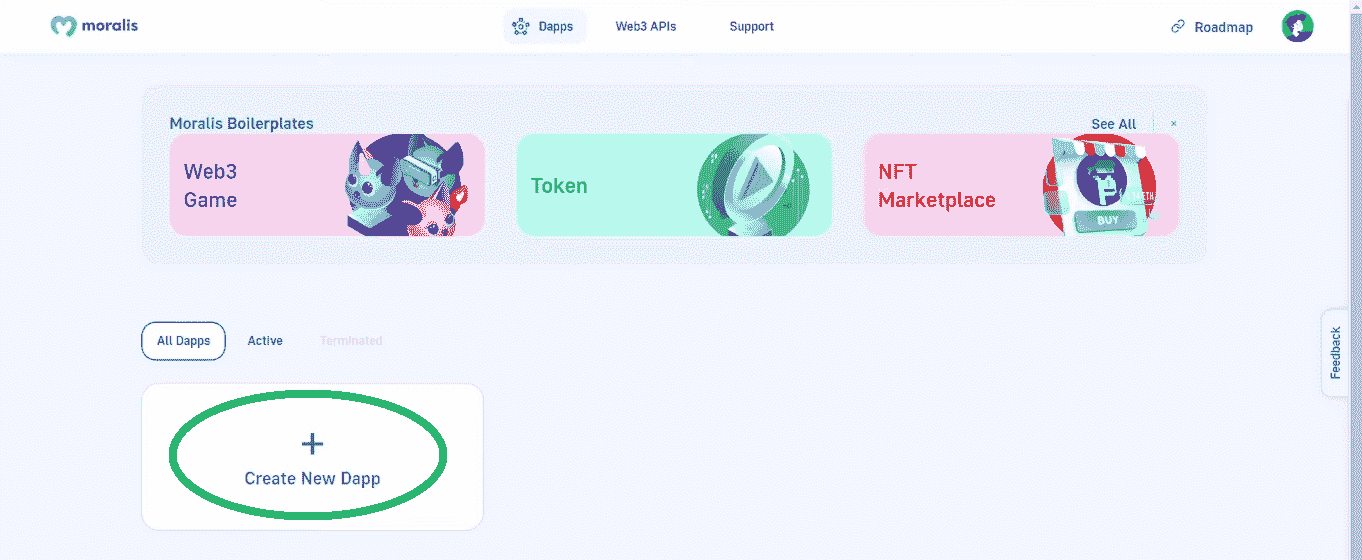 moralis
Dapps
Web3 APIs
Support
Roadmap
Moralis Boilerplates
See All
×
Web3
Game
Token
NFT
Marketplace
ETH
BUY
All Dapps
Active
Terminated
Feedback
+
Create New Dapp